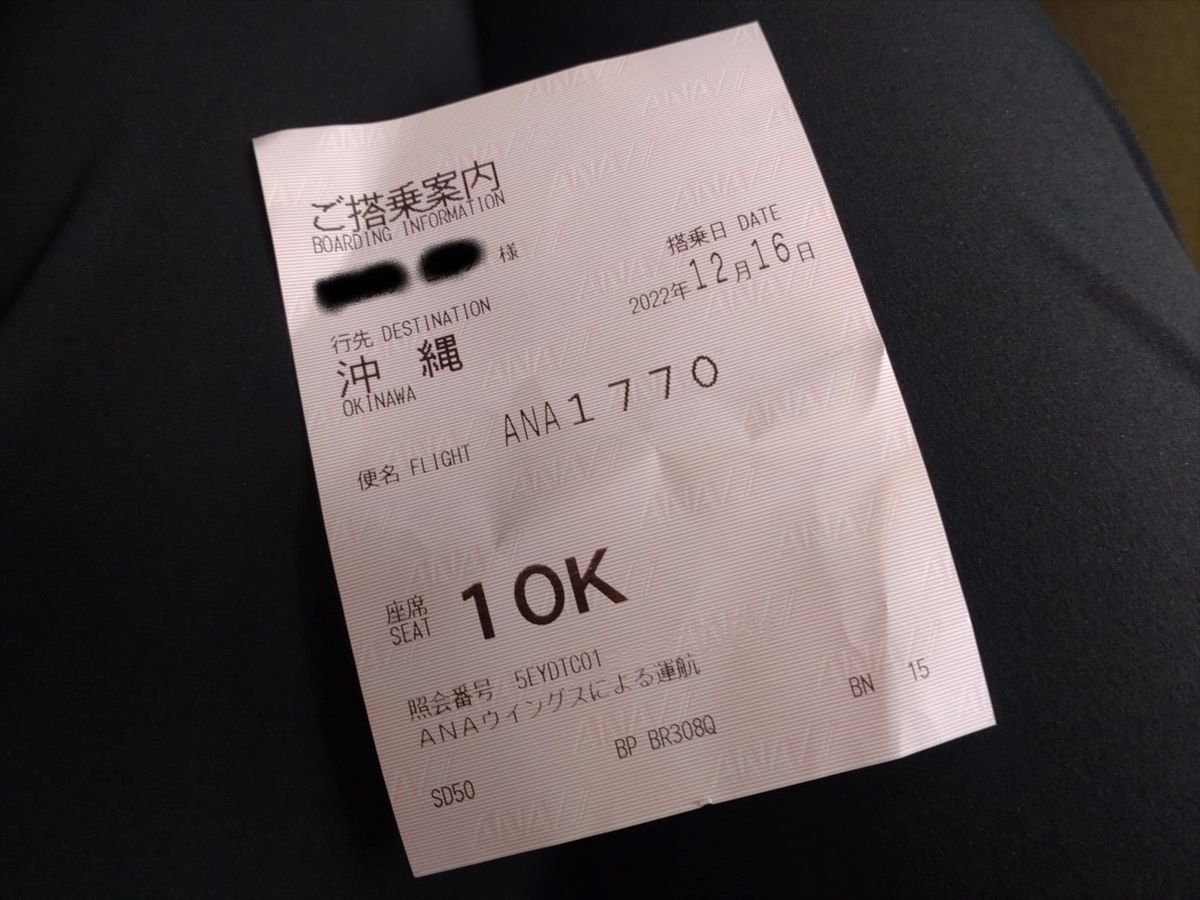 ご搭乗案内
BOARDING INFORMATION
様
搭乗日 DATE
2022年12月16日
行先 DESTINATION
沖 縄
OKINAWA
便名 FLIGHT ANA1770
座席
SEAT
10K
照会番号 5EYDTC01
ANAウイングスによる運航
BN 15
BP BR308Q
SD50